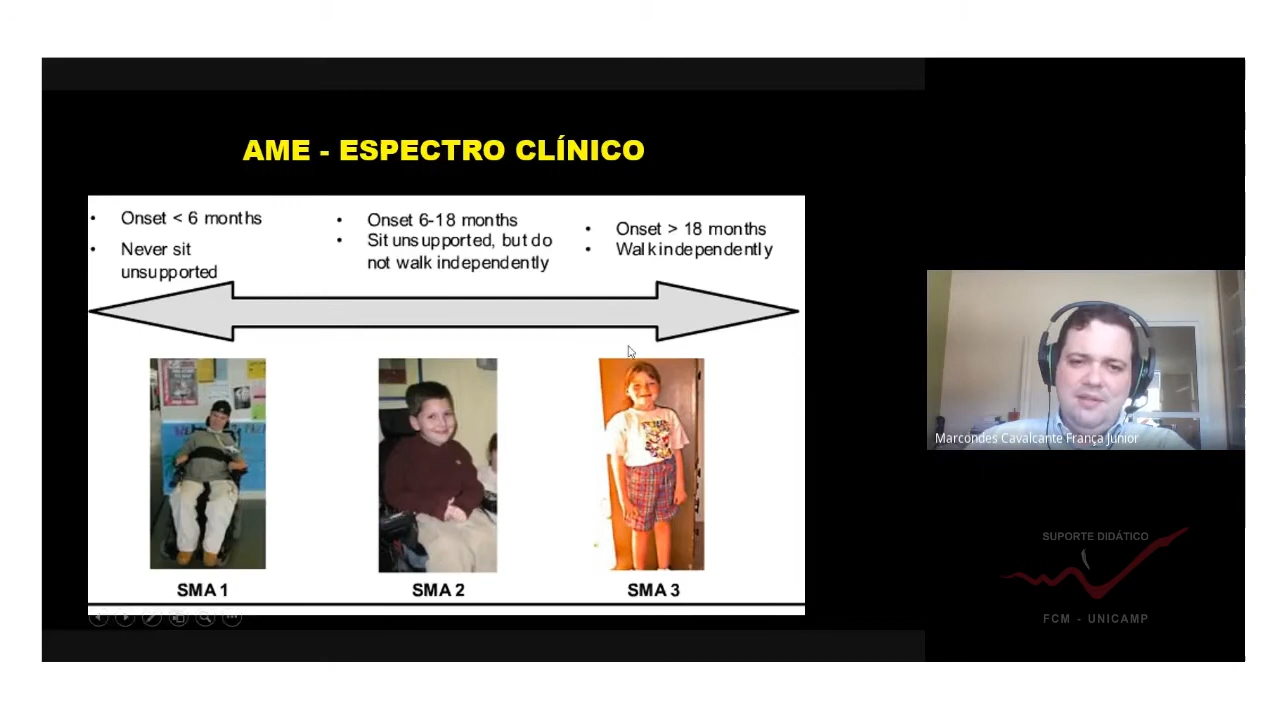 AME - ESPECTRO CLÍNICO
• Onset < 6 months
• Never sit
unsupported
• Onset 6-18 months
• Sit unsupported, but do
not walk independently
• Onset > 18 months
• Walk independently
SMA 1
SMA 2
SMA 3
Marcondes Cavalcante França Junior
SUPORTE DIDÁTICO
FCM - UNICAMP